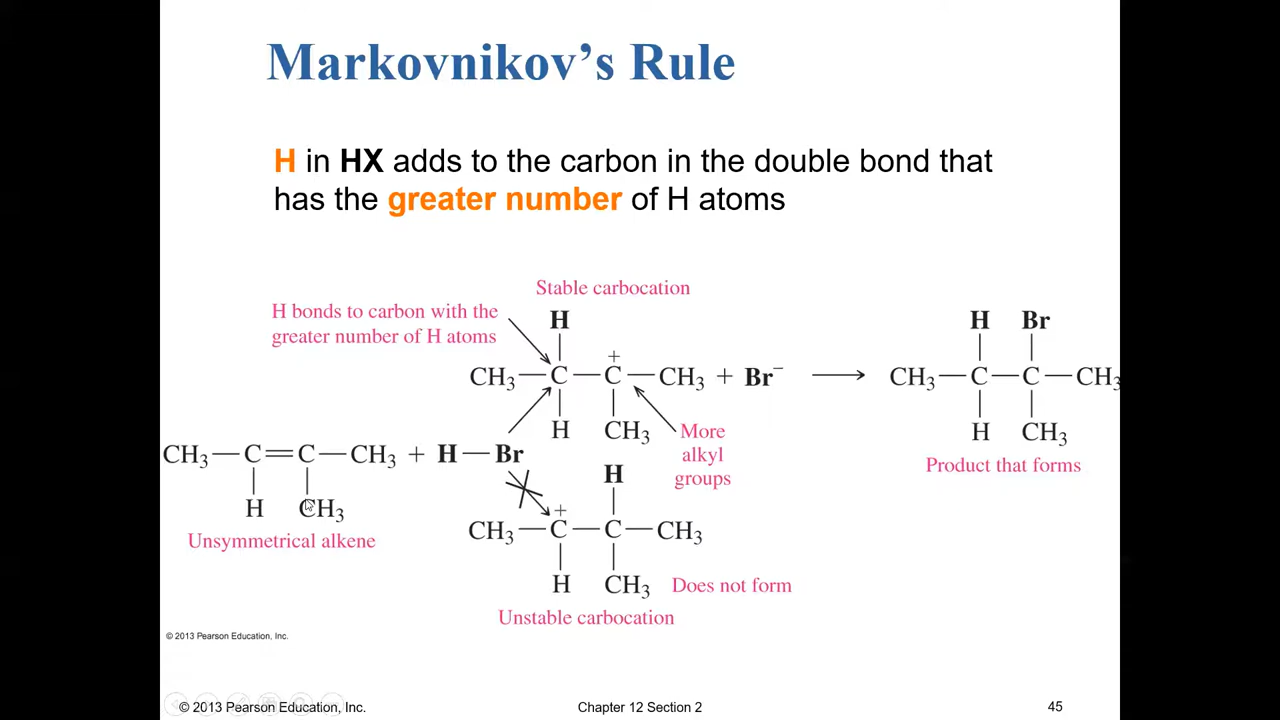 Markovnikov's Rule
H in HX adds to the carbon in the double bond that
has the greater number of H atoms
Stable carbocation
H bonds to carbon with the
greater number of H atoms
H
H Br
+
CH₃—C—C—CH₃ + Br⁻ ⟶
CH₃—C—C—CH₃
H CH₃
More
alkyl
groups
H CH₃
Product that forms
CH₃—C=C—CH₃ + H—Br
H CH₃
Unsymmetrical alkene
H
+
CH₃—C—C—CH₃
H CH₃
Does not form
Unstable carbocation
© 2013 Pearson Education, Inc.
© 2013 Pearson Education, Inc.
Chapter 12 Section 2
45